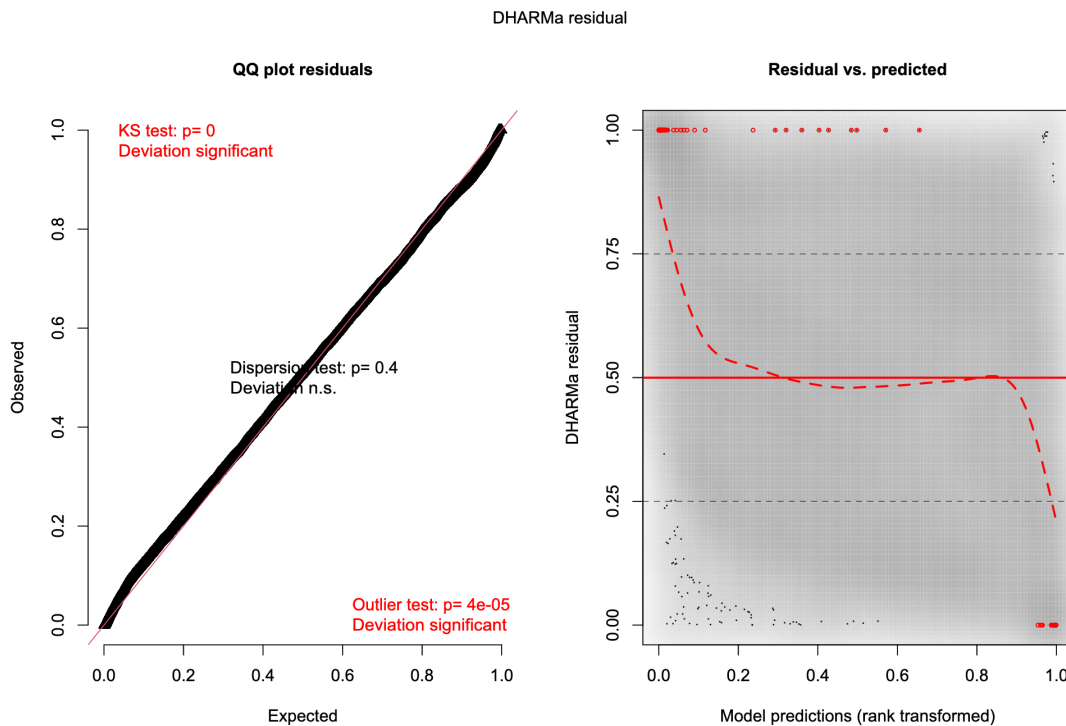 DHARMa residual
QQ plot residuals
KS test: p= 0
Deviation significant
Dispersion test: p= 0.4
Deviation n.s.
Outlier test: p= 4e-05
Deviation significant
Observed
0.0
0.2
0.4
0.6
0.8
1.0
0.0 0.2 0.4 0.6 0.8 1.0
Expected
Residual vs. predicted
DHARMa residual
0.00
0.25
0.50
0.75
1.00
0.0 0.2 0.4 0.6 0.8 1.0
Model predictions (rank transformed)